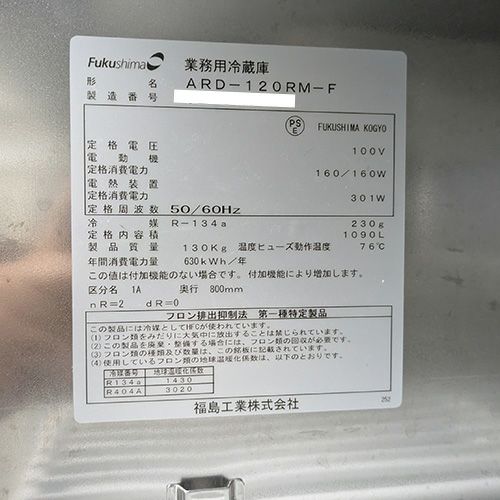 Fukushima 業務用冷蔵庫
形名 ARD-120RM-F
製造番号
PS E FUKUSHIMA KOGYO
定格電圧 100V
電動機
定格消費電力 160/160W
電熱装置
定格消費電力 301W
定格周波数 50/60Hz
冷媒 R-134a 230g
定格内容積 1090L
製品質量 130Kg 温度ヒューズ動作温度 76℃
年間消費電力量 630kWh/年
この値は付加機能のない場合です。付加機能により増加します。
区分名 1A 奥行 800mm
nR=2 dR=0
フロン排出抑制法 第一種特定製品
この製品には冷媒としてHFCが使われています。
(1)フロン類をみだりに大気中に放出することは禁じられています。
(2)この製品を廃棄・整備する場合には、フロン類の回収が必要です。
(3)フロン類の種類及び数量は、この銘板に記載されています。
(4)使用しているフロン類の地球温暖化係数は、以下のとおりです。
冷媒番号 地球温暖化係数
R134a 1430
R404A 3020
福島工業株式会社
252